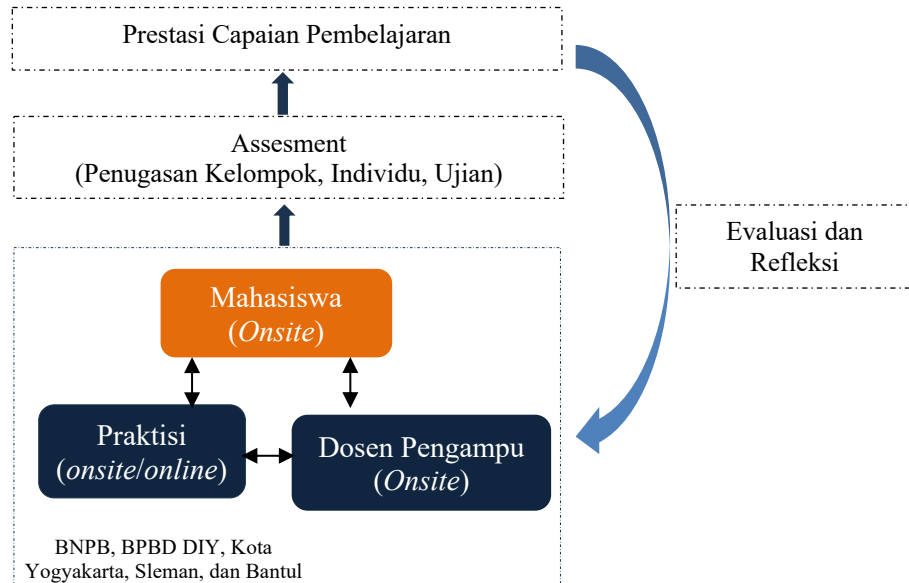 Prestasi Capaian Pembelajaran
Assesment
(Penugasan Kelompok, Individu, Ujian)
Evaluasi dan
Refleksi
Mahasiswa
(Onsite)
Praktisi
(onsite/online)
Dosen Pengampu
(Onsite)
BNPB, BPBD DIY, Kota
Yogyakarta, Sleman, dan Bantul